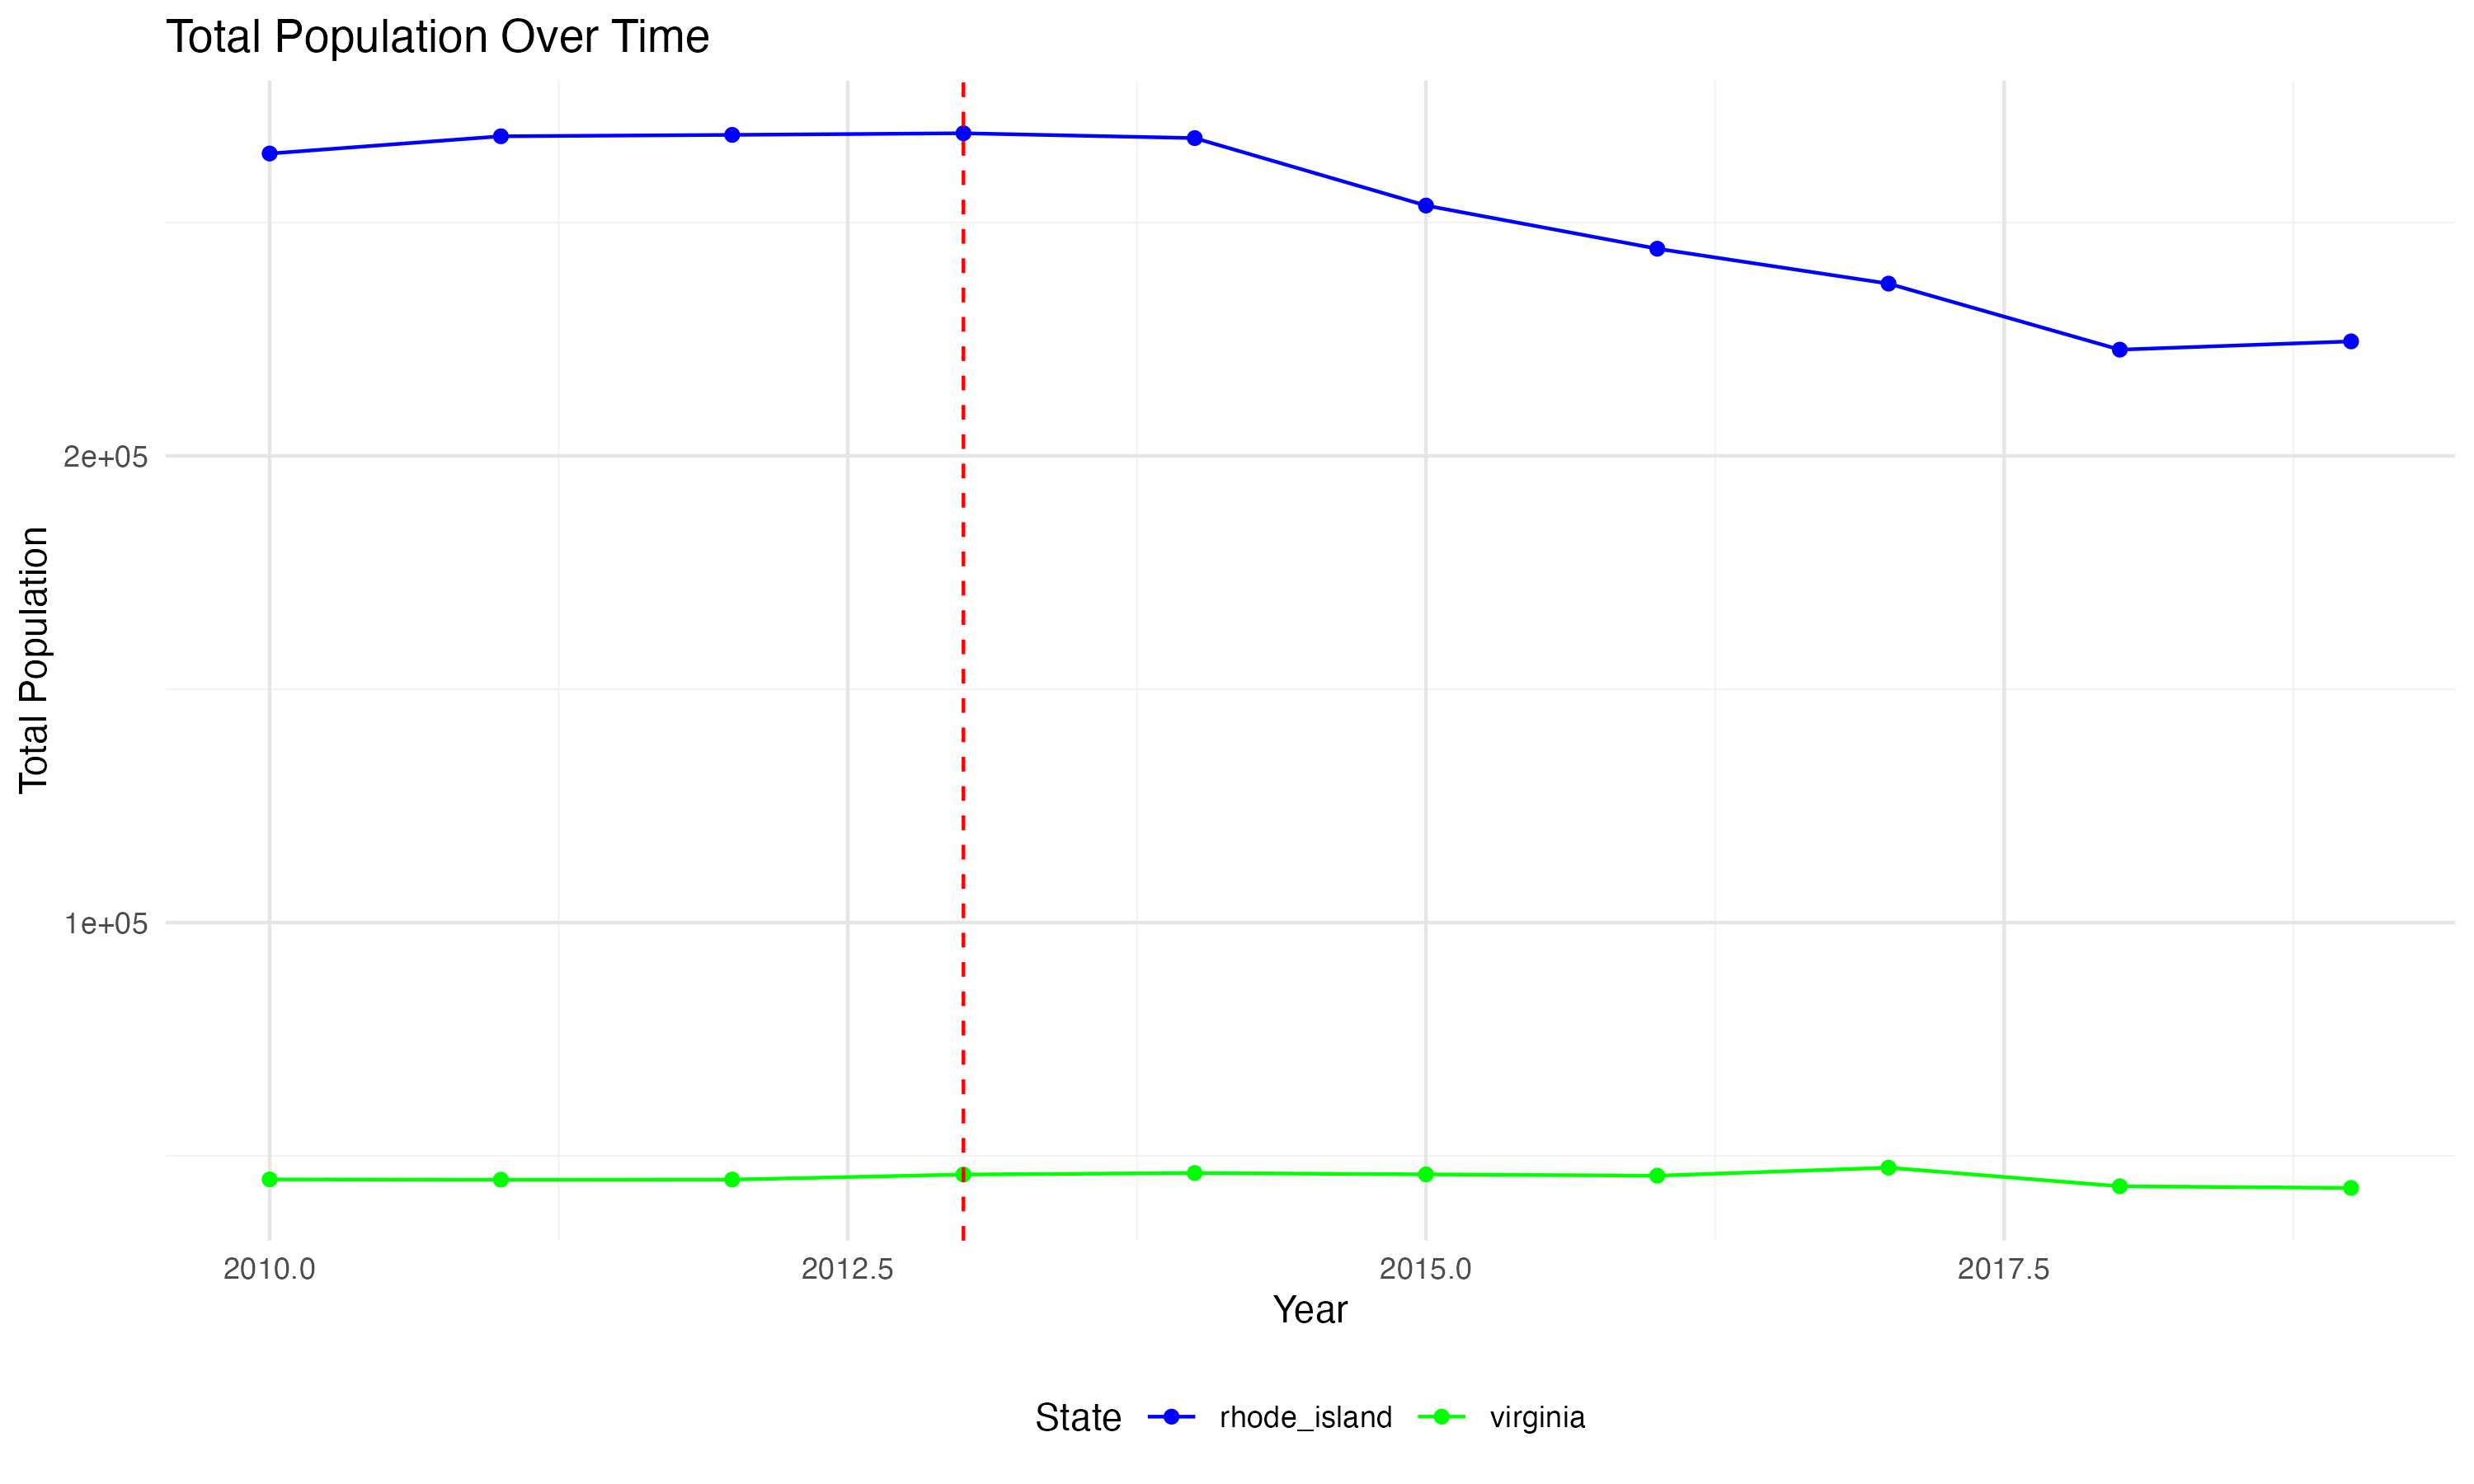 Total Population Over Time
Total Population
2e+05
1e+05
2010.0 2012.5 2015.0 2017.5
Year
State rhode_island virginia